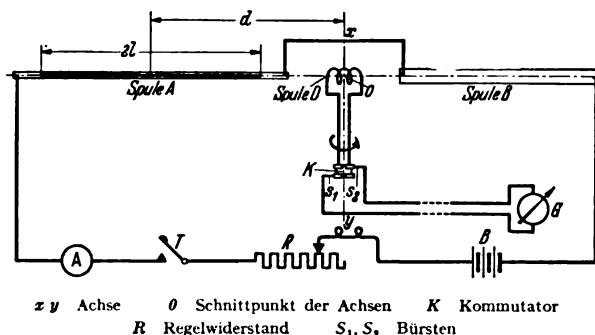 d
x
2l
Spule A
Spule D
O
Spule B
K
s₁ s₂
G
y
A
T
R
B
x y Achse O Schnittpunkt der Achsen K Kommutator
R Regelwiderstand S₁, S₂ Bürsten